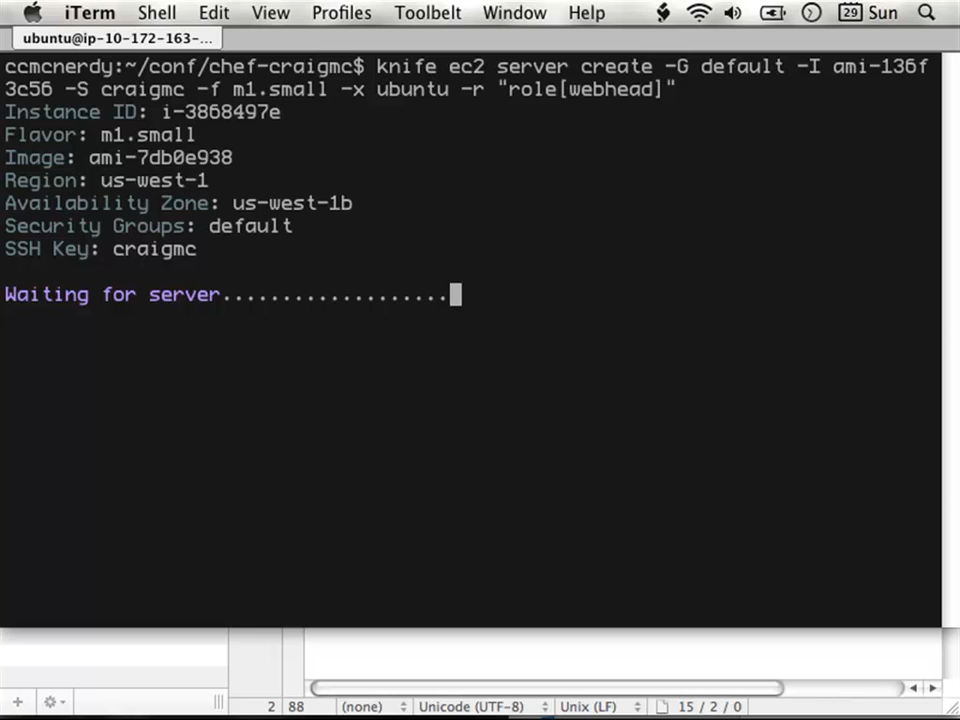 iTerm Shell Edit View Profiles Toolbelt Window Help 29 Sun
ubuntu@ip-10-172-163-...
ccmcnerdy:~/conf/chef-craigmc$ knife ec2 server create -G default -I ami-136f
3c56 -S craigmc -f m1.small -x ubuntu -r "role[webhead]"
Instance ID: i-3868497e
Flavor: m1.small
Image: ami-7db0e938
Region: us-west-1
Availability Zone: us-west-1b
Security Groups: default
SSH Key: craigmc
Waiting for server...................
2 88 (none) Unicode (UTF-8) Unix (LF) 15 / 2 / 0